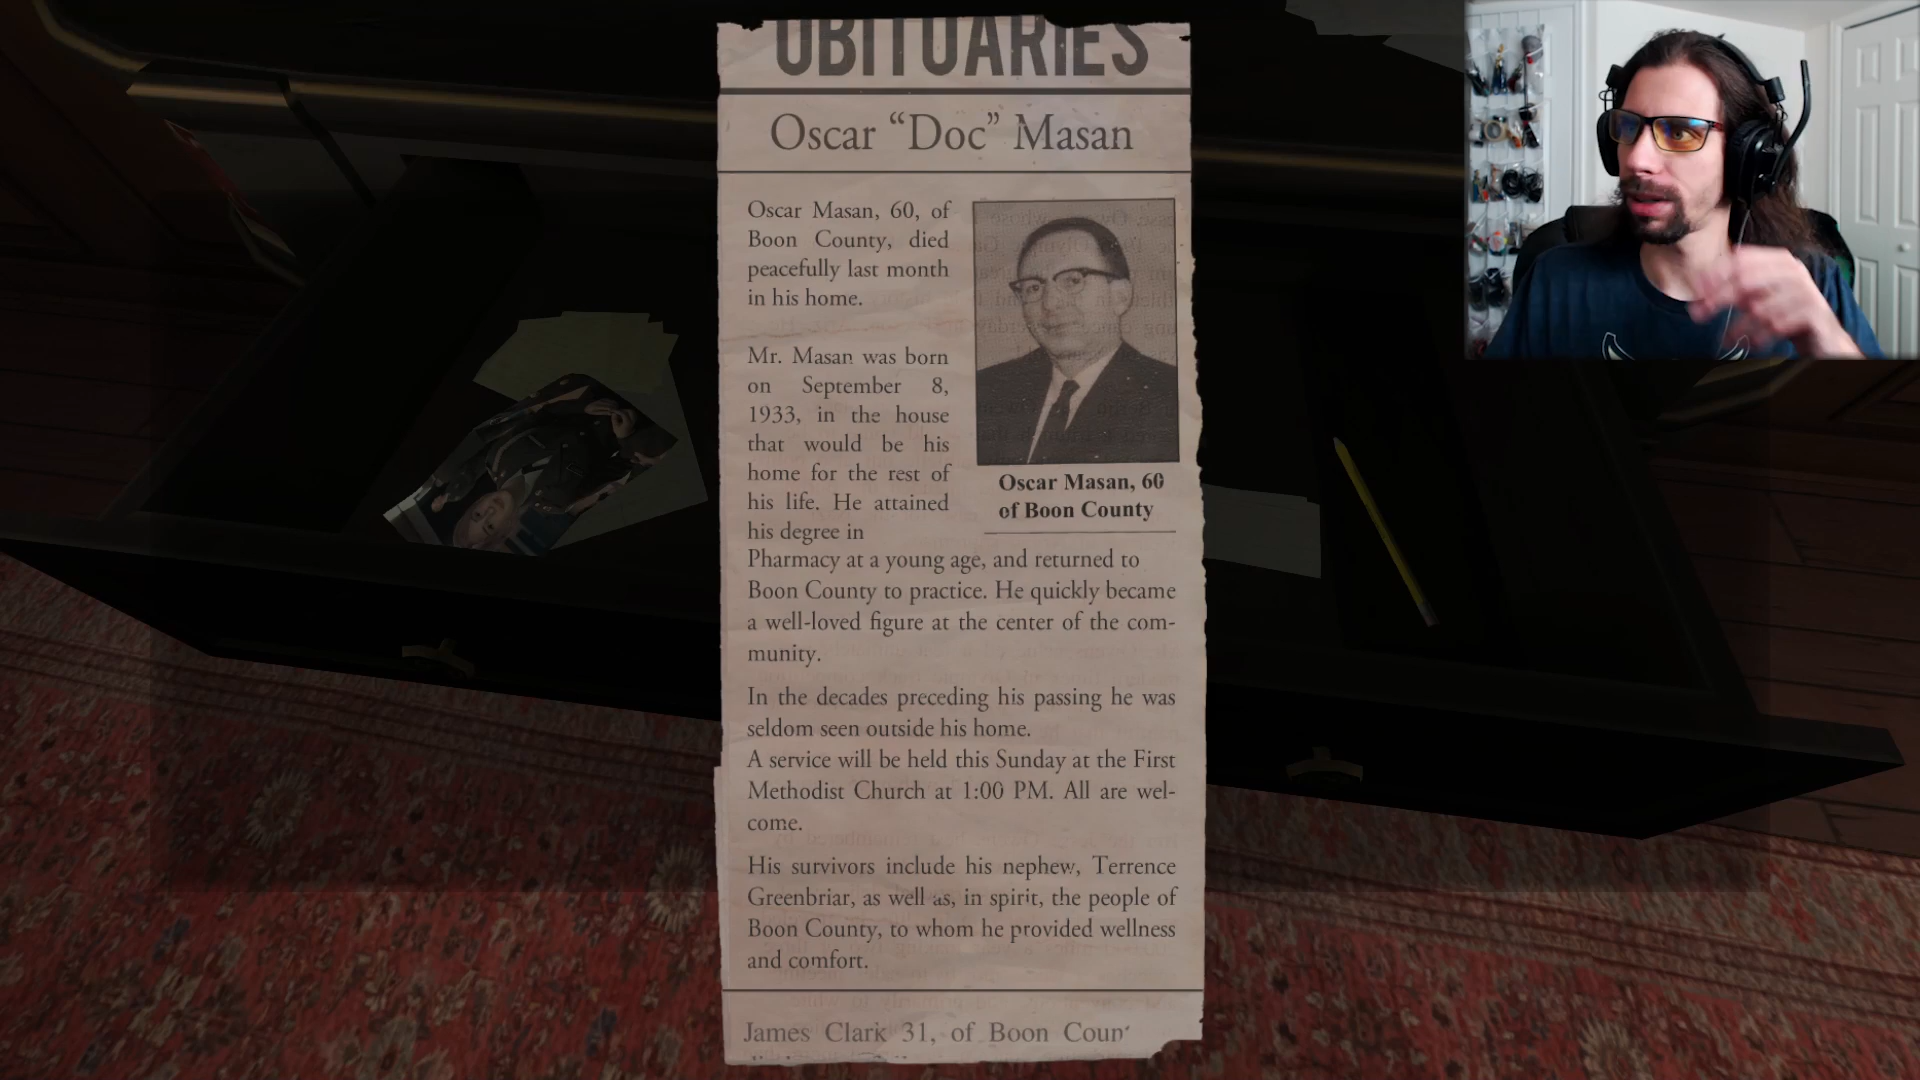 OBITUARIES
Oscar “Doc” Masan
Oscar Masan, 60, of
Boon County, died
peacefully last month
in his home.
Mr. Masan was born
on September 8,
1933, in the house
that would be his
home for the rest of
his life. He attained
his degree in
Oscar Masan, 60
of Boon County
Pharmacy at a young age, and returned to
Boon County to practice. He quickly became
a well-loved figure at the center of the com-
munity.
In the decades preceding his passing he was
seldom seen outside his home.
A service will be held this Sunday at the First
Methodist Church at 1:00 PM. All are wel-
come.
His survivors include his nephew, Terrence
Greenbriar, as well as, in spirit, the people of
Boon County, to whom he provided wellness
and comfort.
James Clark 31, of Boon Coun